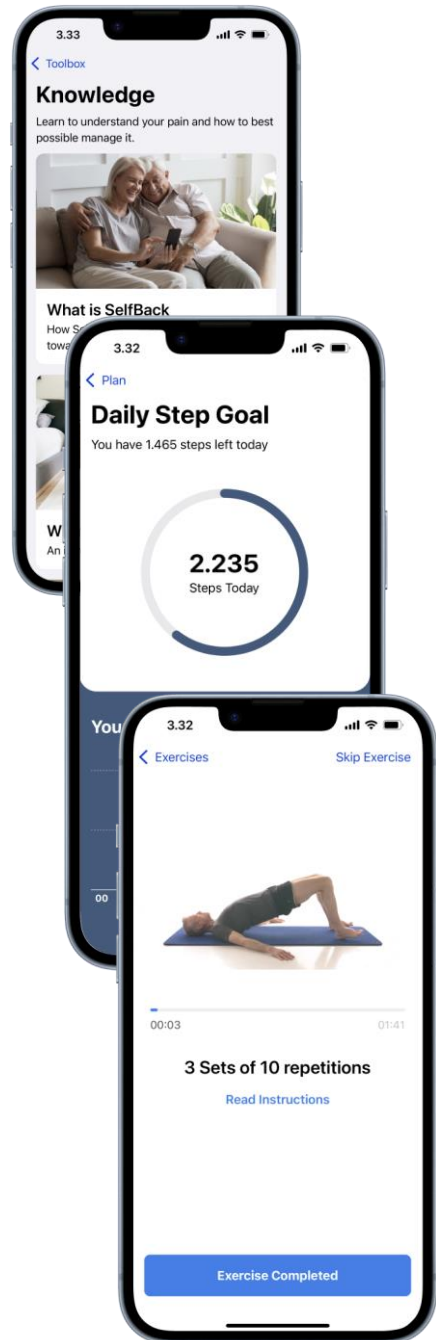 3.33
Toolbox
Knowledge
Learn to understand your pain and how to best
possible manage it.
What is SelfBack
How
3.32
Plan
Daily Step Goal
You have 1.465 steps left today
2.235
Steps Today
3.32
Exercises
Skip Exercise
00
00:03
01:41
3 Sets of 10 repetitions
Read Instructions
Exercise Completed